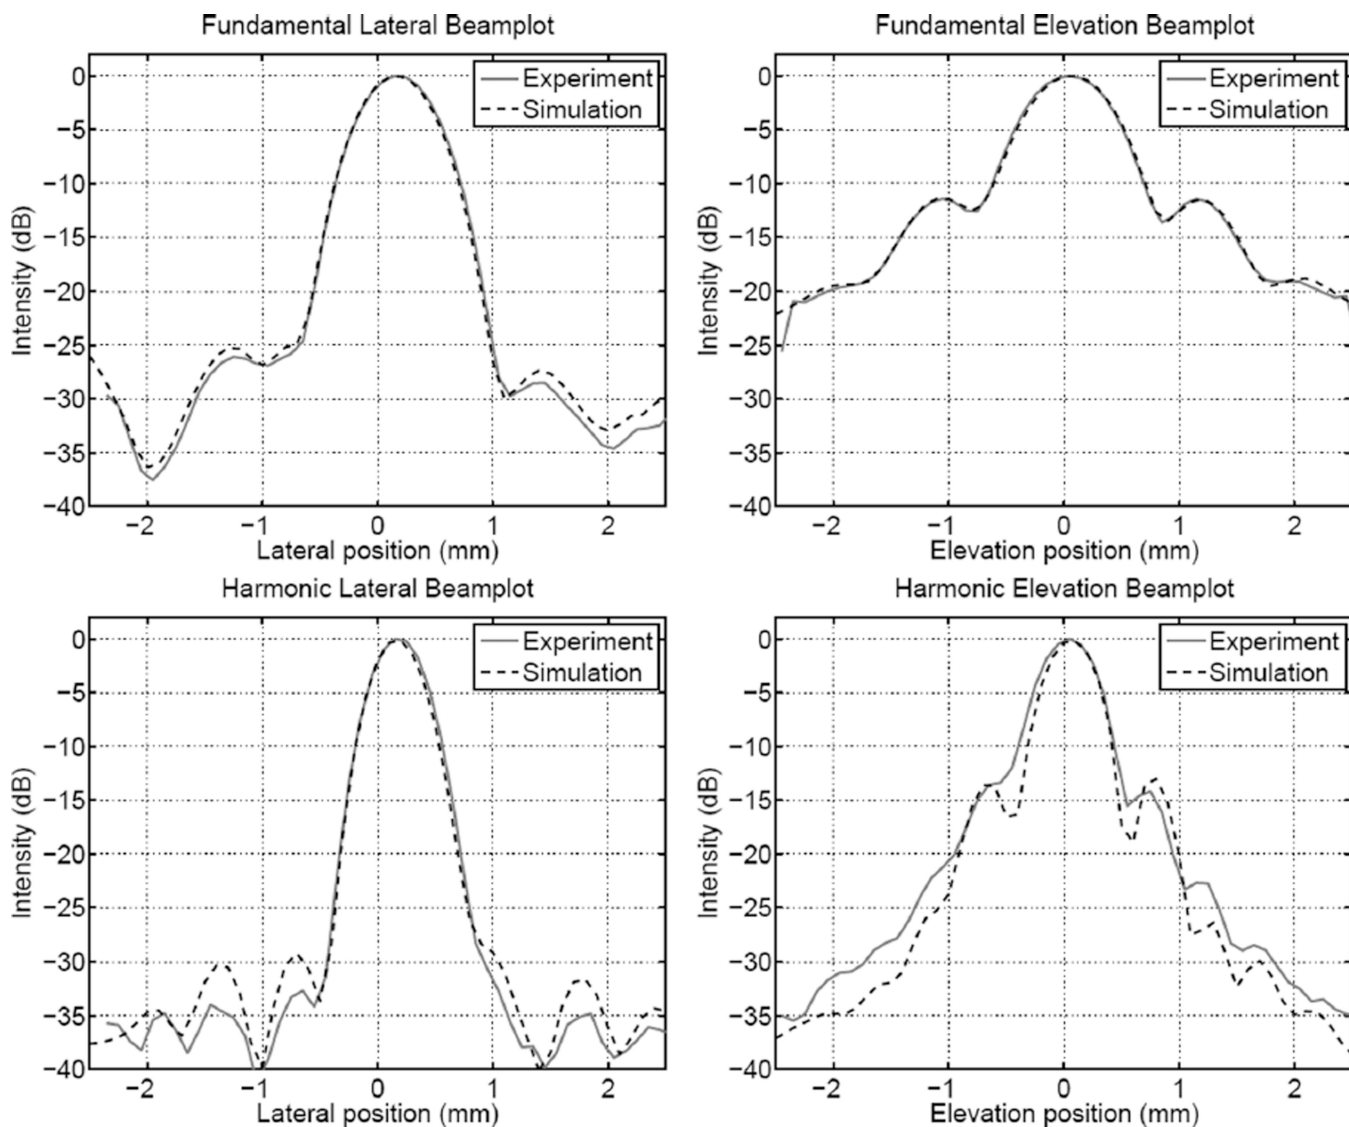 Fundamental Lateral Beamplot
0
−5
−10
−15
−20
−25
−30
−35
−40
Intensity (dB)
Experiment
Simulation
−2 −1 0 1 2
Lateral position (mm)
Fundamental Elevation Beamplot
0
−5
−10
−15
−20
−25
−30
−35
−40
Intensity (dB)
Experiment
Simulation
−2 −1 0 1 2
Elevation position (mm)
Harmonic Lateral Beamplot
0
−5
−10
−15
−20
−25
−30
−35
−40
Intensity (dB)
Experiment
Simulation
−2 −1 0 1 2
Lateral position (mm)
Harmonic Elevation Beamplot
0
−5
−10
−15
−20
−25
−30
−35
−40
Intensity (dB)
Experiment
Simulation
−2 −1 0 1 2
Elevation position (mm)